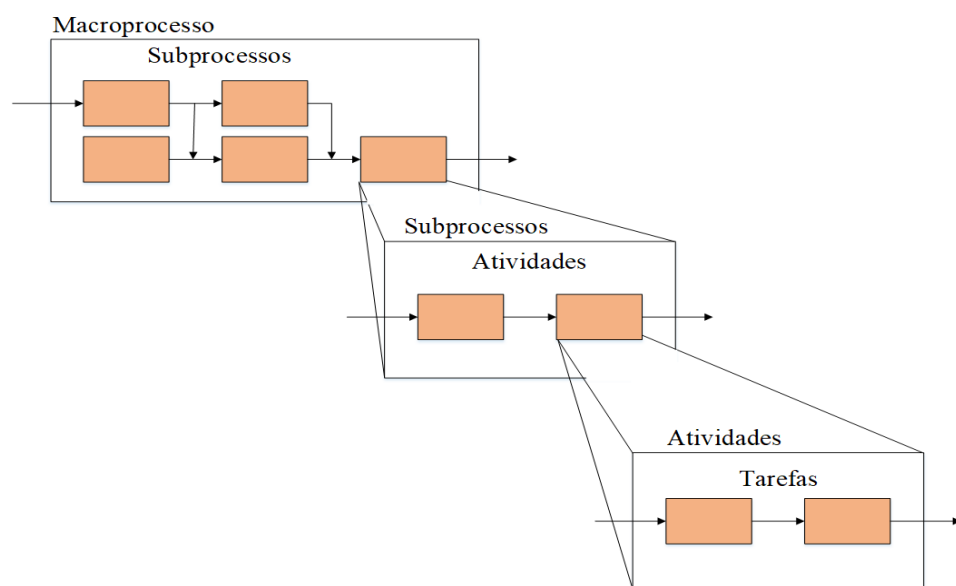 Macroprocesso
Subprocessos
Subprocessos
Atividades
Atividades
Tarefas